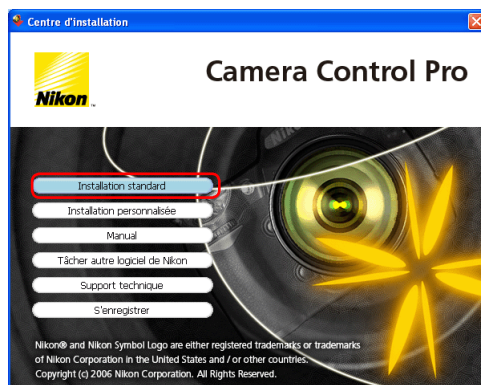 Centre d'installation
Nikon
Camera Control Pro
Installation standard
Installation personnalisée
Manual
Tâcher autre logiciel de Nikon
Support technique
S'enregistrer
Nikon® and Nikon Symbol Logo are either registered trademarks or trademarks
of Nikon Corporation in the United States and / or other countries.
Copyright (c) 2006 Nikon Corporation. All Rights Reserved.